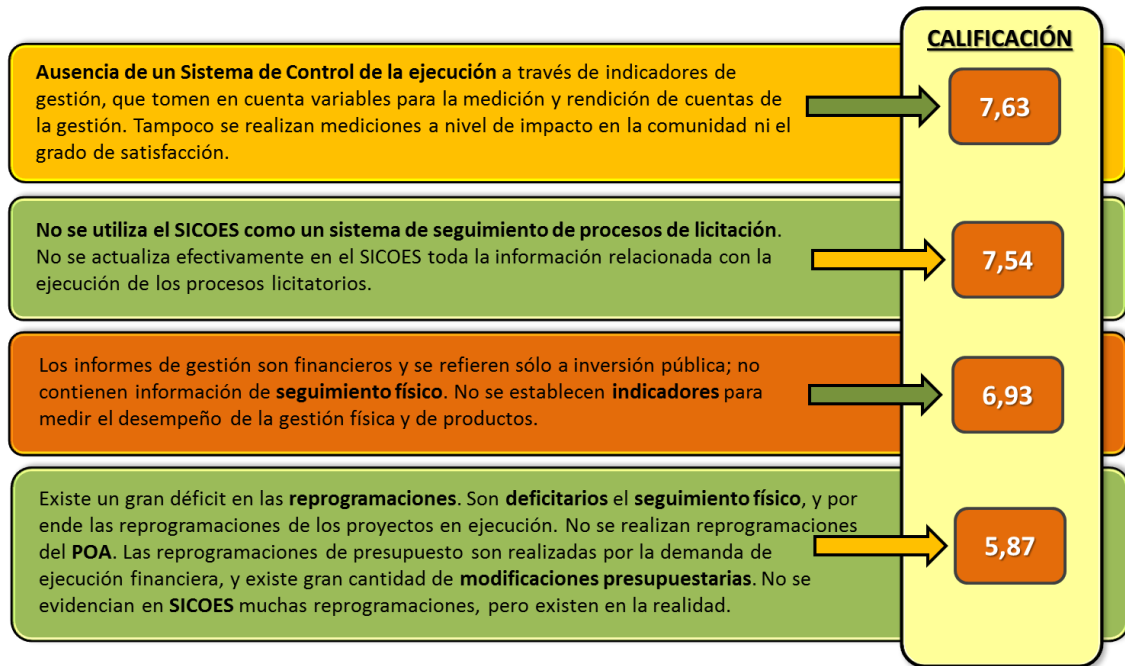 CALIFICACIÓN
Ausencia de un Sistema de Control de la ejecución a través de indicadores de
gestión, que tomen en cuenta variables para la medición y rendición de cuentas de
la gestión. Tampoco se realizan mediciones a nivel de impacto en la comunidad ni el
grado de satisfacción.
7,63
No se utiliza el SICOES como un sistema de seguimiento de procesos de licitación.
No se actualiza efectivamente en el SICOES toda la información relacionada con la
ejecución de los procesos licitatorios.
7,54
Los informes de gestión son financieros y se refieren sólo a inversión pública; no
contienen información de seguimiento físico. No se establecen indicadores para
medir el desempeño de la gestión física y de productos.
6,93
Existe un gran déficit en las reprogramaciones. Son deficitarios el seguimiento físico, y por
ende las reprogramaciones de los proyectos en ejecución. No se realizan reprogramaciones
del POA. Las reprogramaciones de presupuesto son realizadas por la demanda de
ejecución financiera, y existe gran cantidad de modificaciones presupuestarias. No se
evidencian en SICOES muchas reprogramaciones, pero existen en la realidad.
5,87